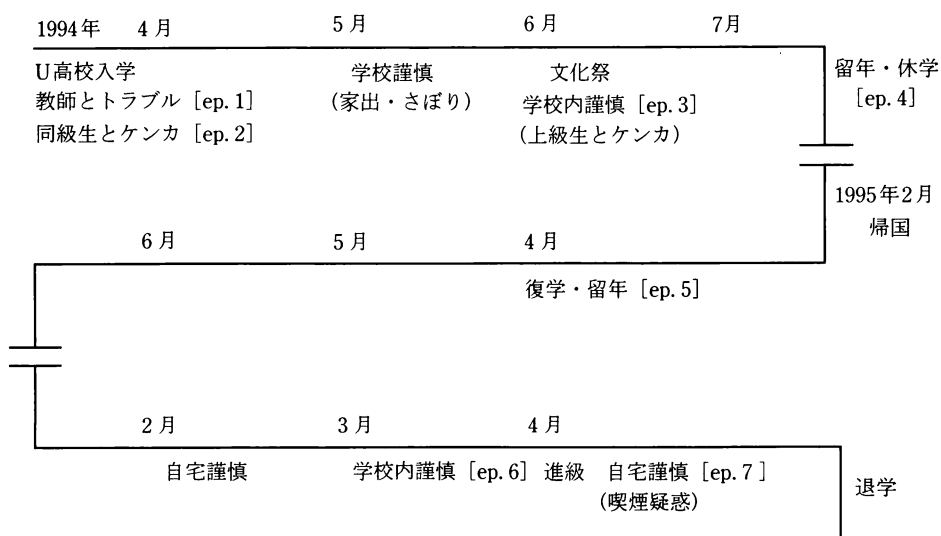 1994年 4月 5月 6月 7月
U高校入学
教師とトラブル [ep. 1]
同級生とケンカ [ep. 2]
学校謹慎
(家出・さぼり)
文化祭
学校内謹慎 [ep. 3]
(上級生とケンカ)
留年・休学
[ep. 4]
1995年2月
帰国
6月 5月 4月
復学・留年 [ep. 5]
2月 3月 4月
自宅謹慎 学校内謹慎 [ep. 6] 進級 自宅謹慎 [ep. 7]
(喫煙疑惑)
退学